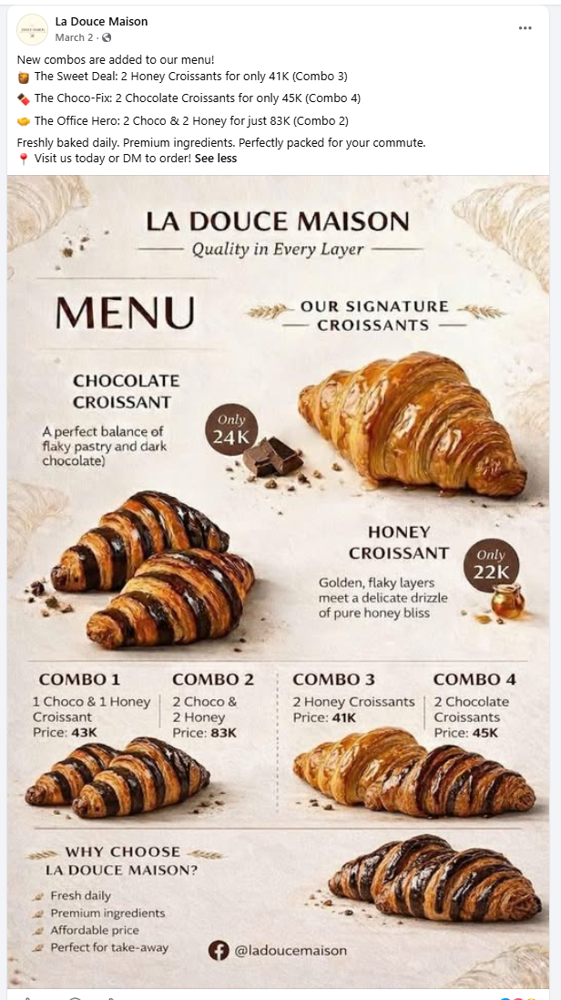 La Douce Maison
March 2 ·
New combos are added to our menu!
🍯 The Sweet Deal: 2 Honey Croissants for only 41K (Combo 3)
🍫 The Choco-Fix: 2 Chocolate Croissants for only 45K (Combo 4)
🤝 The Office Hero: 2 Choco & 2 Honey for just 83K (Combo 2)
Freshly baked daily. Premium ingredients. Perfectly packed for your commute.
📍 Visit us today or DM to order! See less
LA DOUCE MAISON
Quality in Every Layer
MENU
OUR SIGNATURE
CROISSANTS
CHOCOLATE
CROISSANT
Only
24K
A perfect balance of
flaky pastry and dark
chocolate)
HONEY
CROISSANT
Only
22K
Golden, flaky layers
meet a delicate drizzle
of pure honey bliss
COMBO 1
1 Choco & 1 Honey
Croissant
Price: 43K
COMBO 2
2 Choco &
2 Honey
Price: 83K
COMBO 3
2 Honey Croissants
Price: 41K
COMBO 4
2 Chocolate
Croissants
Price: 45K
WHY CHOOSE
LA DOUCE MAISON?
Fresh daily
Premium ingredients
Affordable price
Perfect for take-away
@ladoucemaison